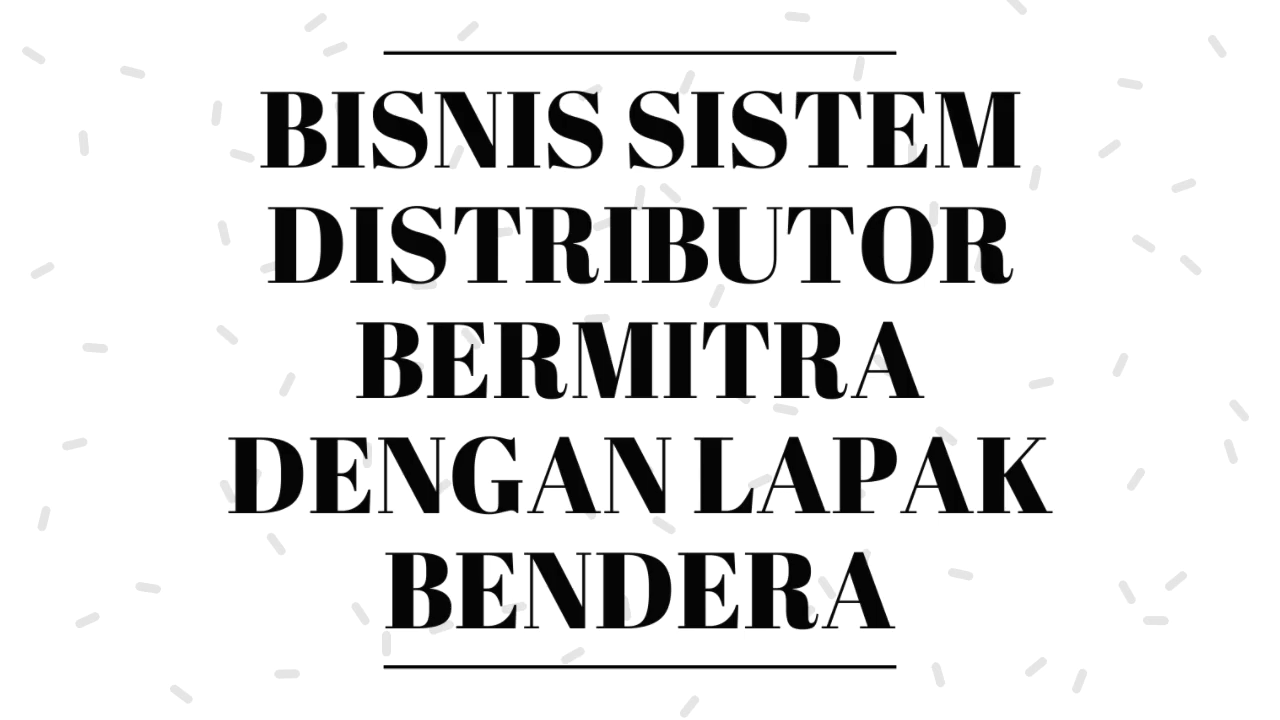 BISNIS SISTEM
DISTRIBUTOR
BERMITRA
DENGAN LAPAK
BENDERA